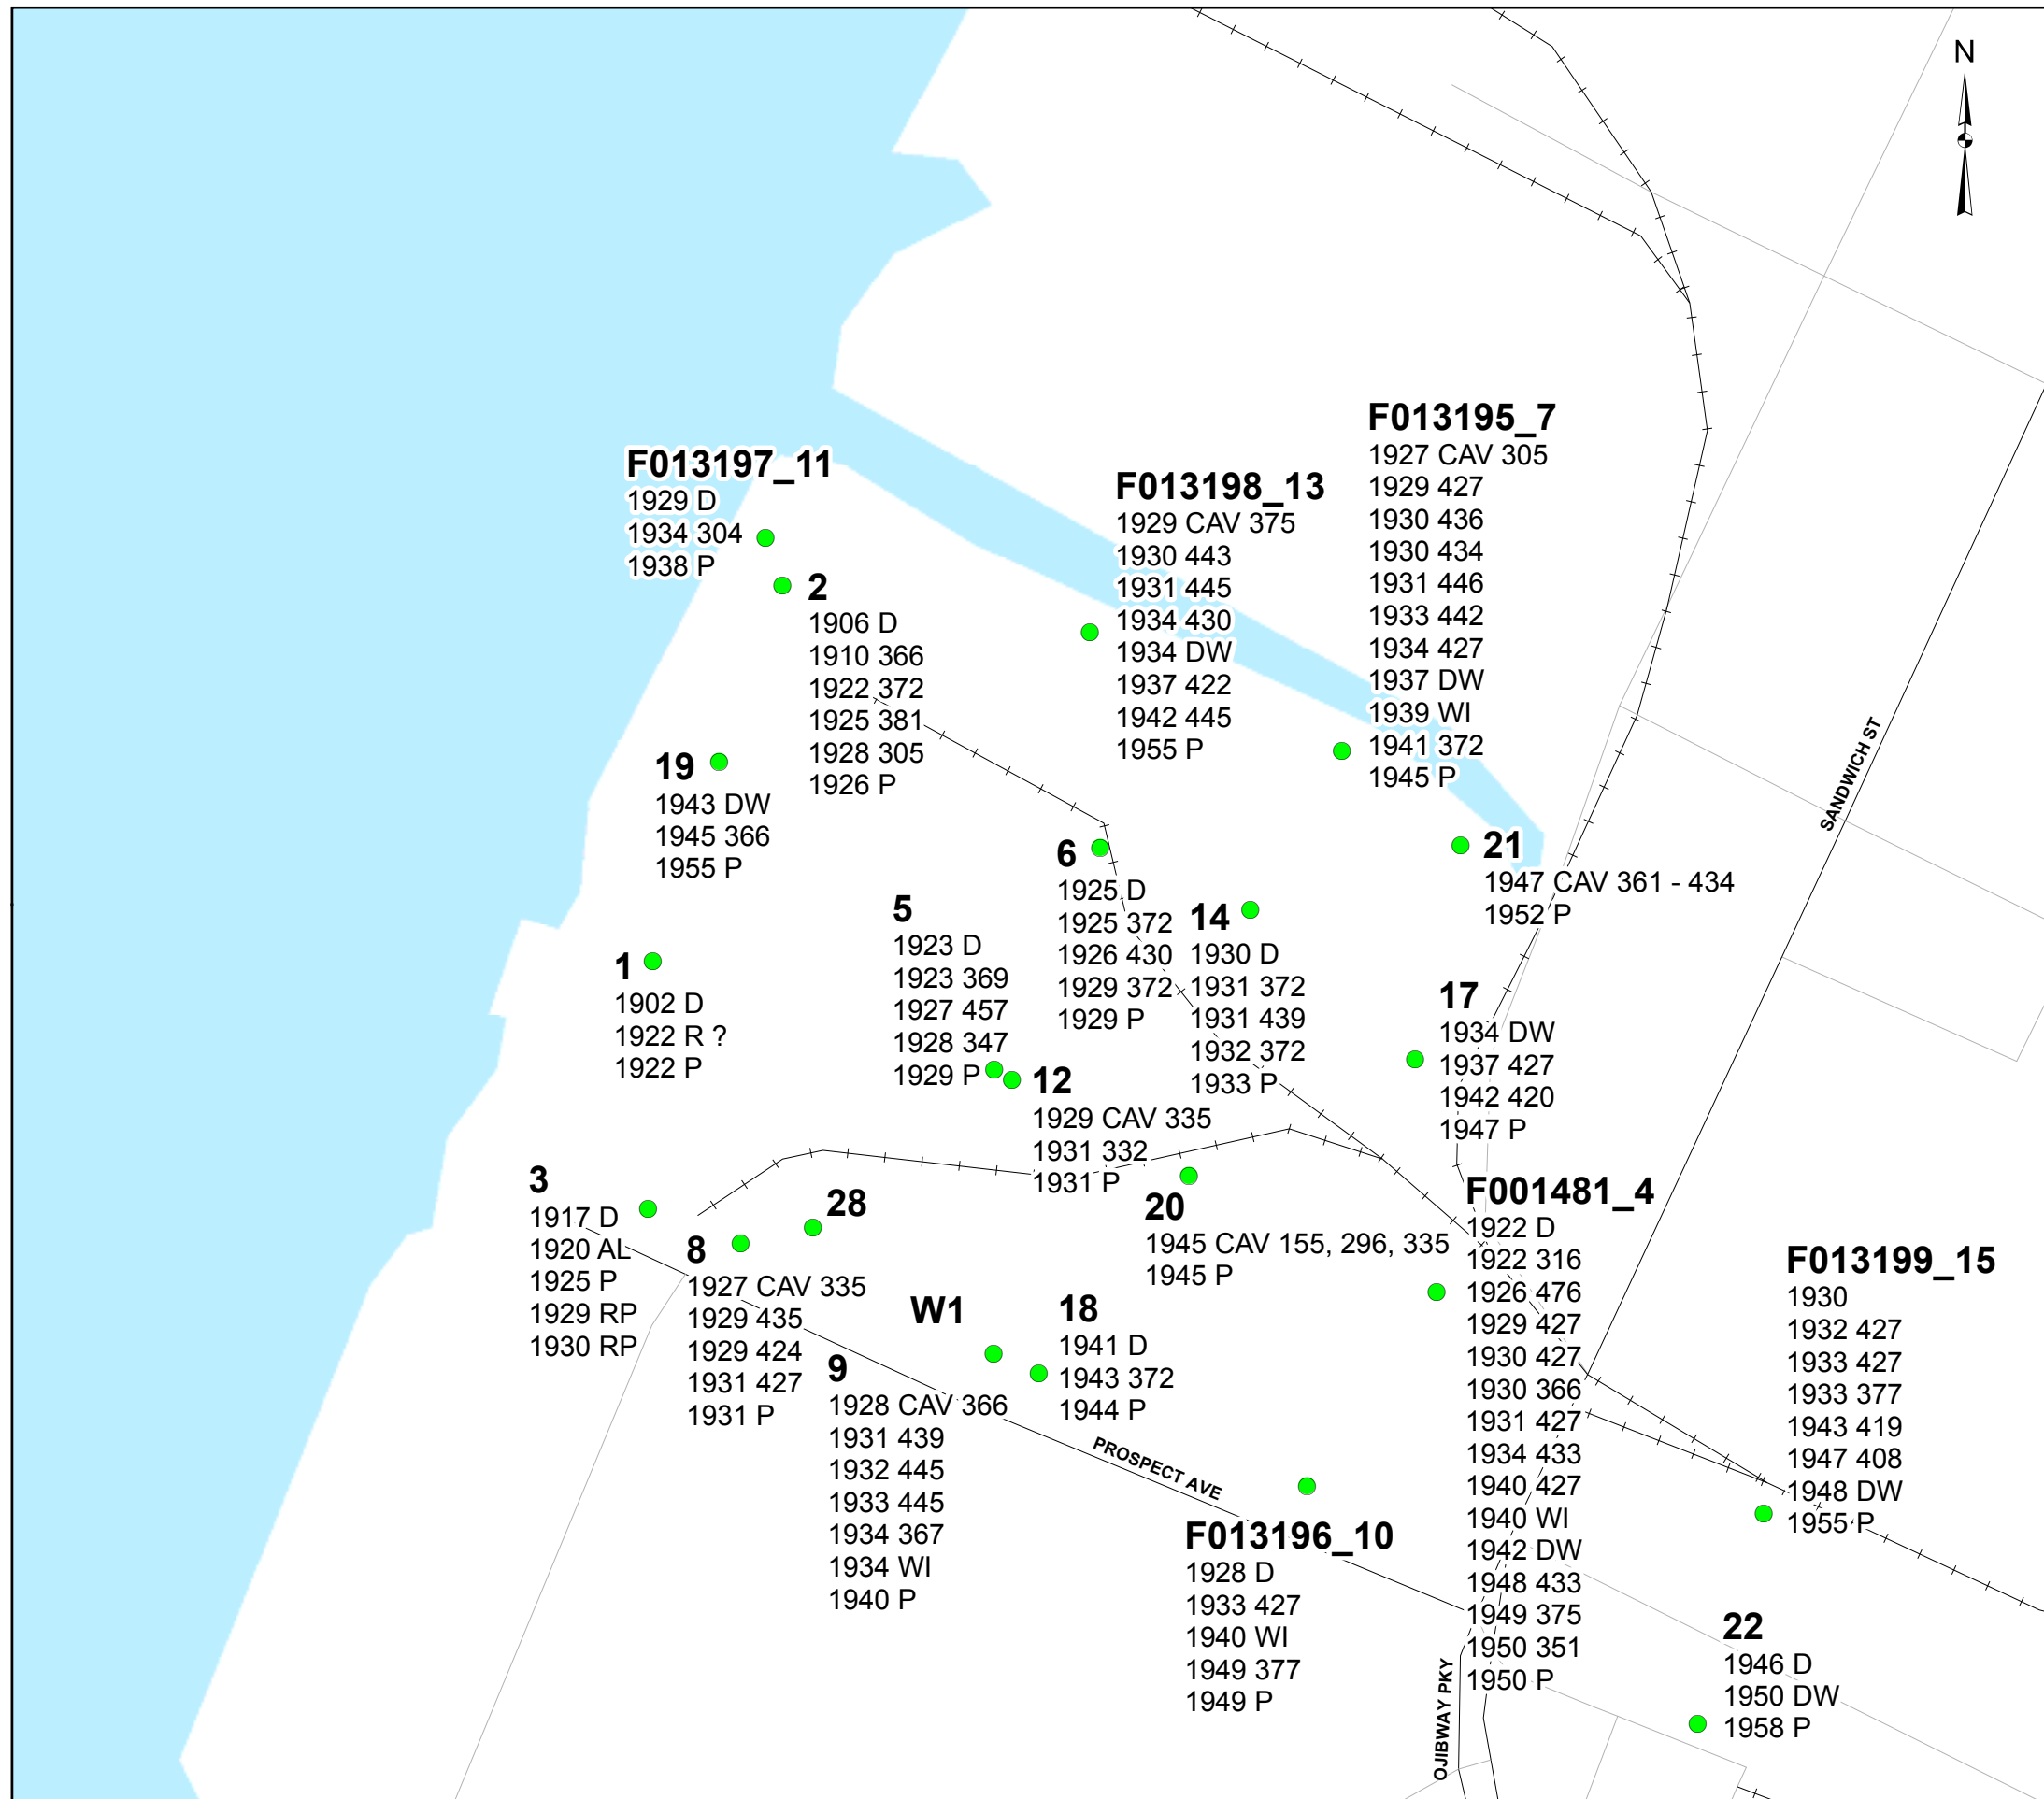 N
F013195_7
1927 CAV 305
1929 427
1930 436
1930 434
1931 446
1933 442
1934 427
1937 DW
1939 WI
1941 372
1945 P
F013197_11
1929 D
1934 304
1938 P
F013198_13
1929 CAV 375
1930 443
1931 445
1934 430
1934 DW
1937 422
1942 445
1955 P
2
1906 D
1910 366
1922 372
1925 381
1928 305
1926 P
SANDWICH ST
19
1943 DW
1945 366
1955 P
6
1925 D
1925 372
1926 430
1929 372
1929 P
21
1947 CAV 361 - 434
1952 P
5
1923 D
1923 369
1927 457
1928 347
1929 P
14
1930 D
1931 372
1931 439
1932 372
1933 P
1
1902 D
1922 R ?
1922 P
17
1934 DW
1937 427
1942 420
1947 P
12
1929 CAV 335
1931 332
1931 P
3
1917 D
1920 AL
1925 P
1929 RP
1930 RP
28
20
1945 CAV 155, 296, 335
1945 P
F001481_4
1922 D
1922 316
1926 476
1929 427
1930 427
1930 366
1931 427
1934 433
1940 427
1940 WI
1942 DW
1948 433
1949 375
1950 351
1950 P
8
1927 CAV 335
1929 435
1929 424
1931 427
1931 P
F013199_15
1930
1932 427
1933 427
1933 377
1943 419
1947 408
1948 DW
1955 P
W1
18
1941 D
1943 372
1944 P
9
1928 CAV 366
1931 439
1932 445
1933 445
1934 367
1934 WI
1940 P
PROSPECT AVE
F013196_10
1928 D
1933 427
1940 WI
1949 377
1949 P
22
1946 D
1950 DW
1958 P
OJIBWAY PKY